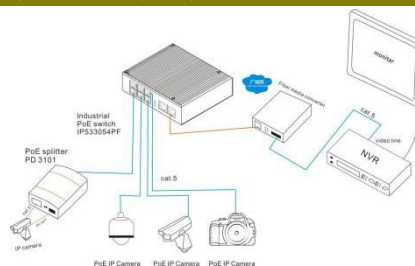 monitor
广域网
Fiber media converter
Industrial
PoE switch
IP533054PF
cat.5
video line
NVR
PoE splitter
PD 3101
cat.5
IP camera
PoE IP Camera
PoE IP Camera
PoE IP Camera